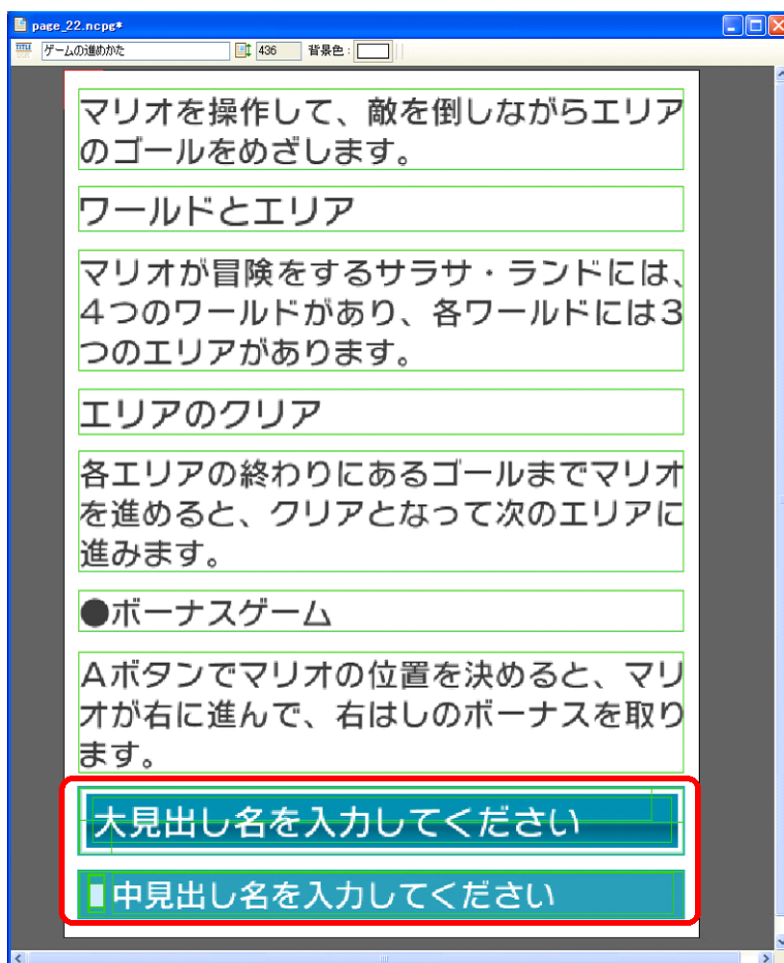 page_22.ncpg*
ゲームの進めかた 436 背景色:
マリオを操作して、敵を倒しながらエリア
のゴールをめざします。
ワールドとエリア
マリオが冒険をするサラサ・ランドには、
4つのワールドがあり、各ワールドには3
つのエリアがあります。
エリアのクリア
各エリアの終わりにあるゴールまでマリオ
を進めると、クリアとなって次のエリアに
進みます。
●ボーナスゲーム
Aボタンでマリオの位置を決めると、マリ
オが右に進んで、右はしのボーナスを取り
ます。
大見出し名を入力してください
中見出し名を入力してください